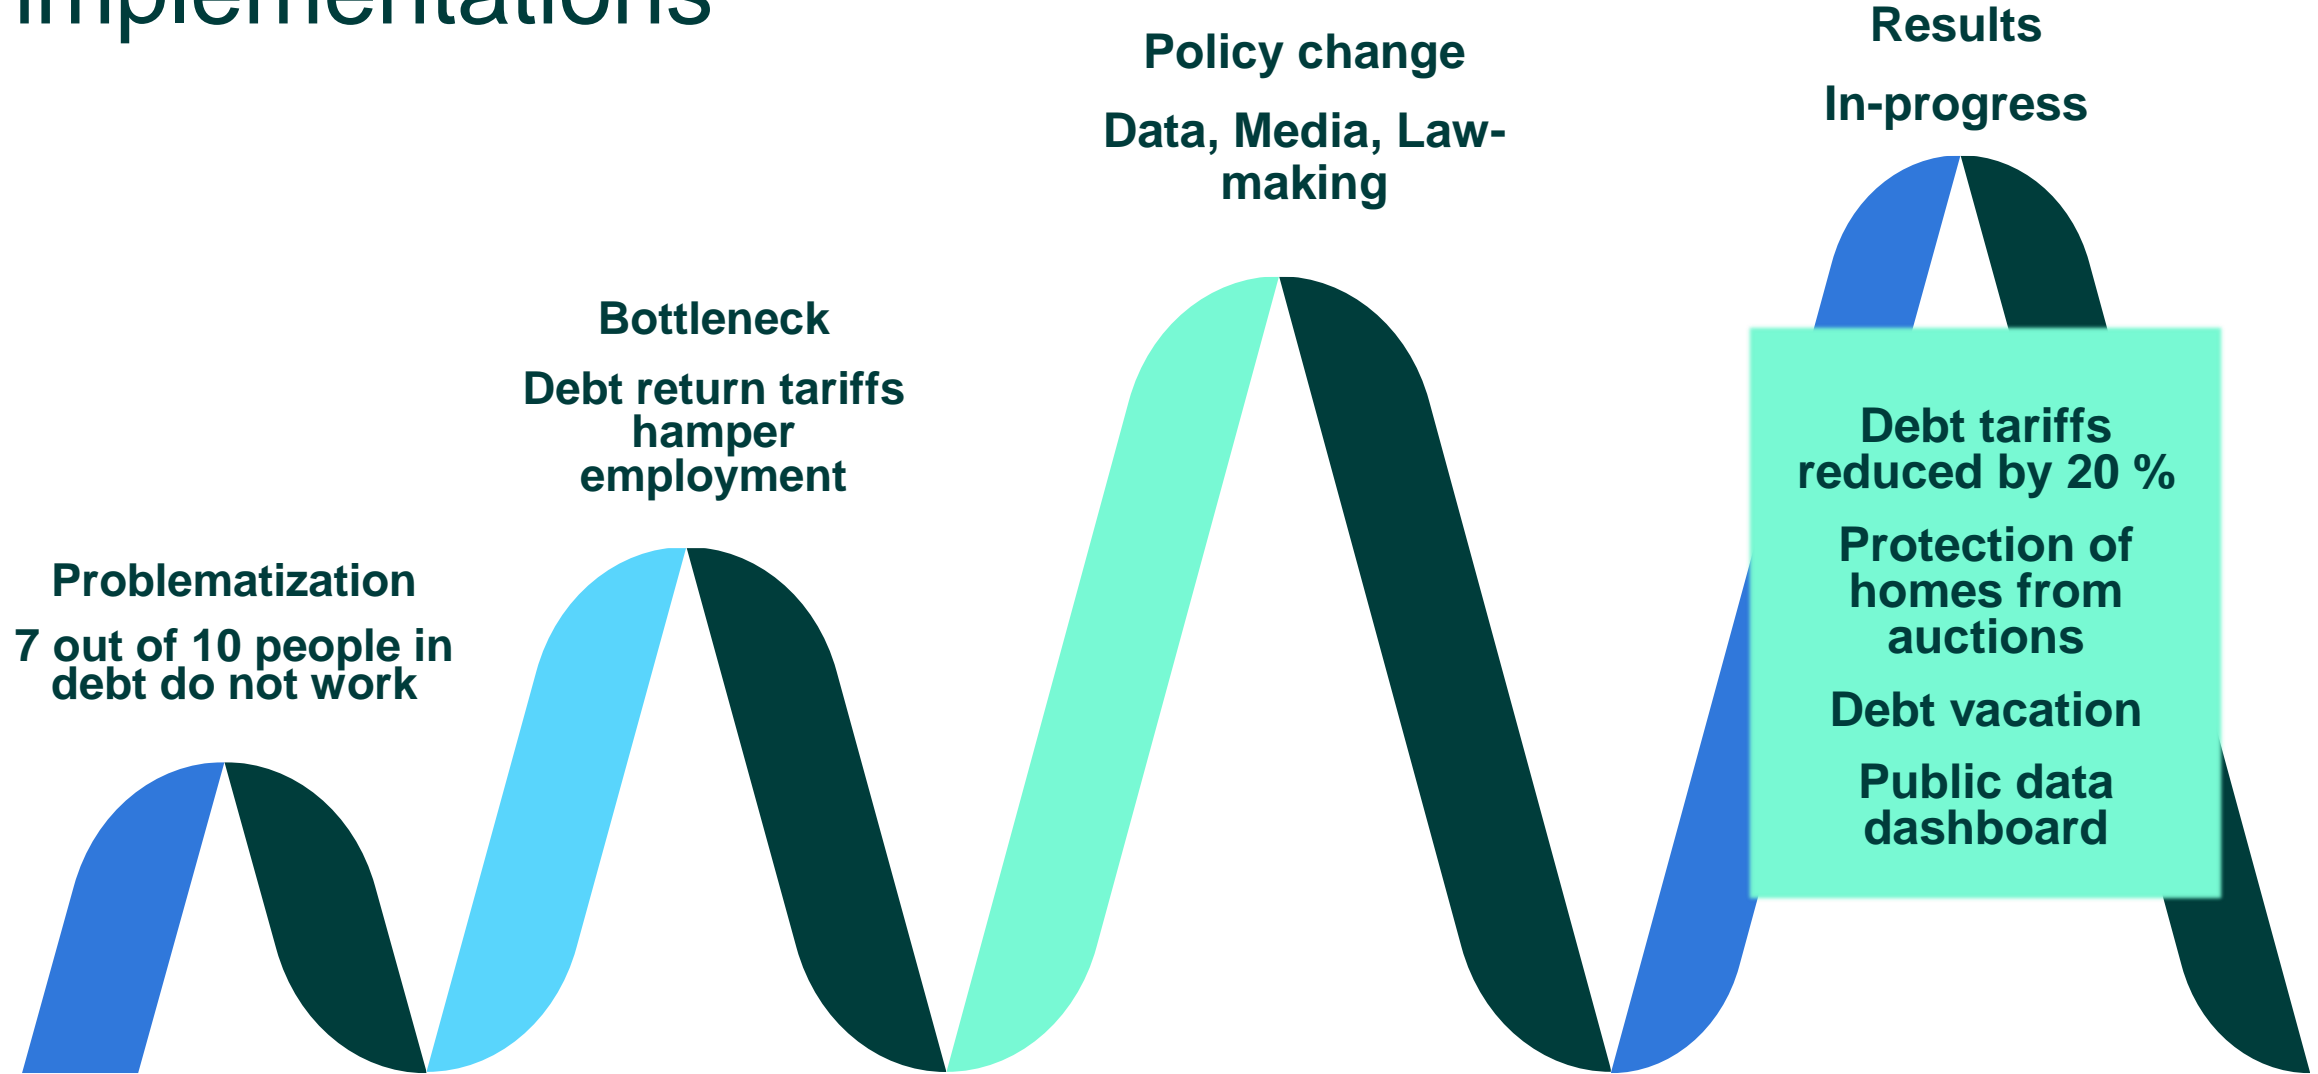 implementations
Problematization
7 out of 10 people in
debt do not work
Bottleneck
Debt return tariffs
hamper
employment
Policy change
Data, Media, Law-
making
Results
In-progress
Debt tariffs
reduced by 20 %
Protection of
homes from
auctions
Debt vacation
Public data
dashboard